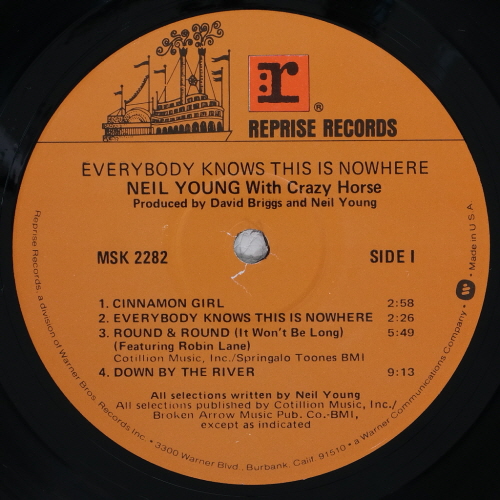 r ®
REPRISE RECORDS
EVERYBODY KNOWS THIS IS NOWHERE
NEIL YOUNG With Crazy Horse
Produced by David Briggs and Neil Young
MSK 2282 SIDE I
1. CINNAMON GIRL 2:58
2. EVERYBODY KNOWS THIS IS NOWHERE 2:26
3. ROUND & ROUND (It Won't Be Long) 5:49
(Featuring Robin Lane)
Cotillion Music, Inc./Springalo Toones BMI
4. DOWN BY THE RIVER 9:13
All selections written by Neil Young
All selections published by Cotillion Music, Inc./
Broken Arrow Music Pub. Co.-BMI,
except as indicated
Reprise Records, a division of Warner Bros. Records Inc. • 3300 Warner Blvd., Burbank, Calif. 91510 • a Warner Communications Company • W • Made in U.S.A.